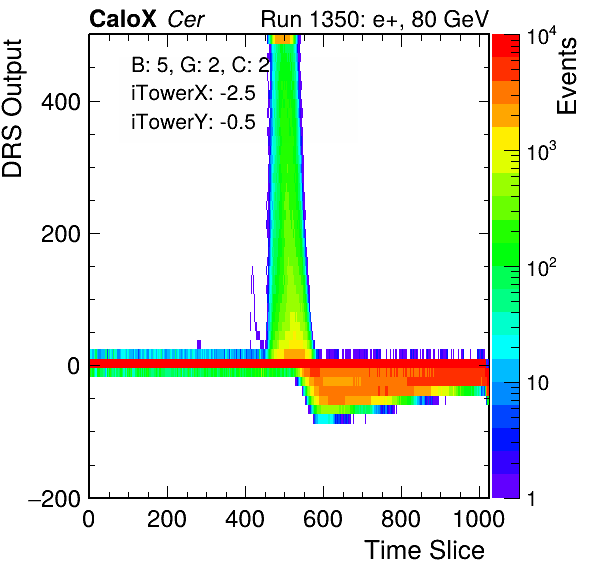 CaloX Cer Run 1350: e+, 80 GeV
B: 5, G: 2, C: 2
iTowerX: -2.5
iTowerY: -0.5
DRS Output
400
200
0
−200
0 200 400 600 800 1000
Time Slice
Events
10^4
10^3
10^2
10
1